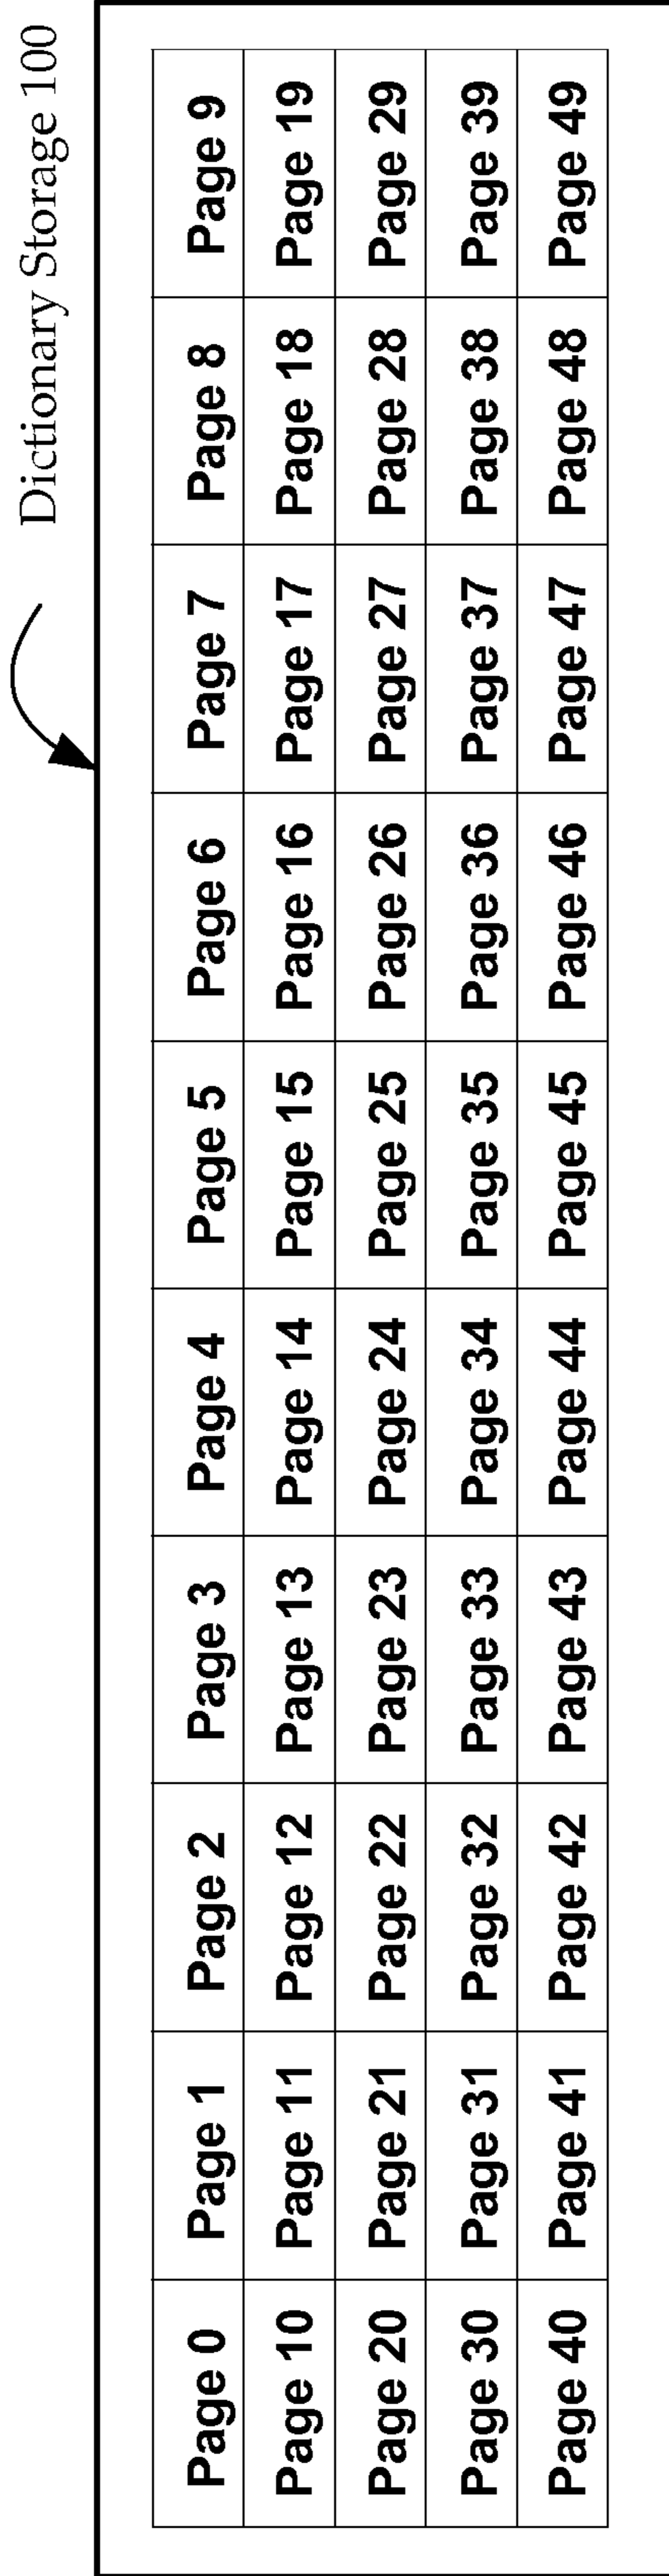 Dictionary Storage 100
Page 0 Page 1 Page 2 Page 3 Page 4 Page 5 Page 6 Page 7 Page 8 Page 9
Page 10 Page 11 Page 12 Page 13 Page 14 Page 15 Page 16 Page 17 Page 18 Page 19
Page 20 Page 21 Page 22 Page 23 Page 24 Page 25 Page 26 Page 27 Page 28 Page 29
Page 30 Page 31 Page 32 Page 33 Page 34 Page 35 Page 36 Page 37 Page 38 Page 39
Page 40 Page 41 Page 42 Page 43 Page 44 Page 45 Page 46 Page 47 Page 48 Page 49